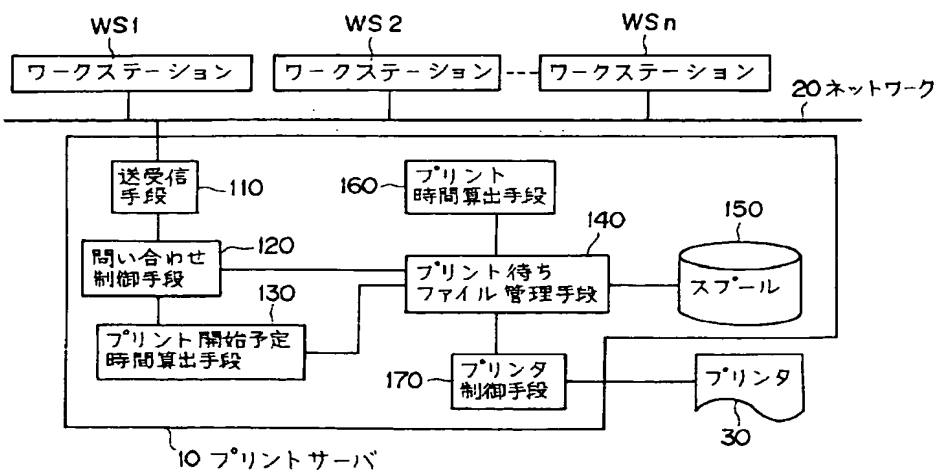 WS1
WS2
WSn
ワークステーション
ワークステーション
ワークステーション
20 ネットワーク
送受信
手段
110
160
プリント
時間算出手段
140
150
120
問い合わせ
制御手段
プリント待ち
ファイル管理手段
スプール
130
プリント開始予定
時間算出手段
170
プリンタ
制御手段
プリンタ
30
10 プリントサーバ